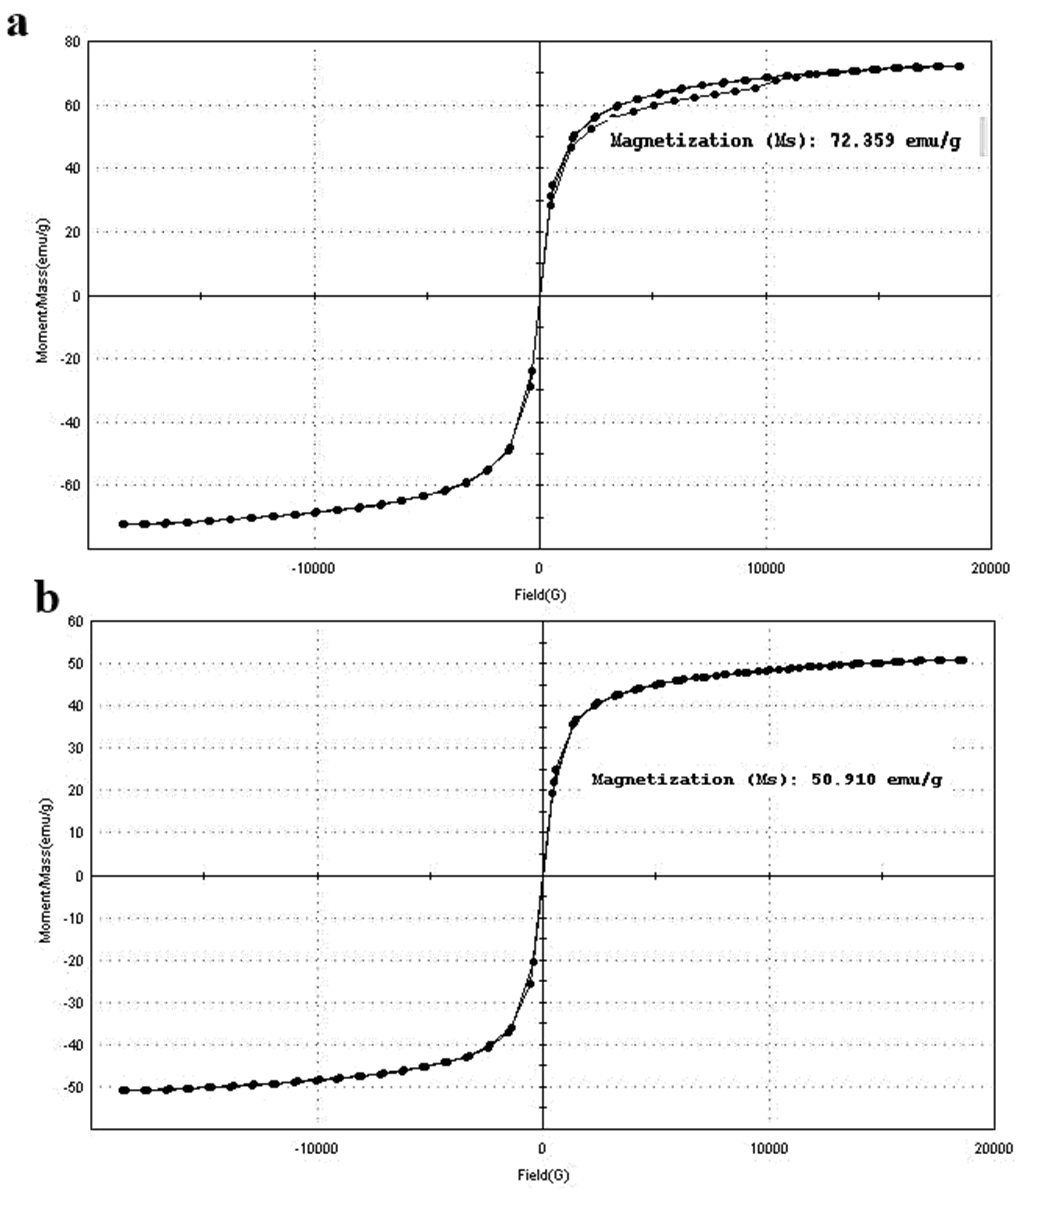 a
80
60
40
20
0
-20
-40
-60
Moment/Mass(emu/g)
Magnetization (Ms): 72.359 emu/g
-10000 0 10000 20000
Field(G)
b
60
50
40
30
20
10
0
-10
-20
-30
-40
-50
Moment/Mass(emu/g)
Magnetization (Ms): 50.910 emu/g
-10000 0 10000 20000
Field(G)